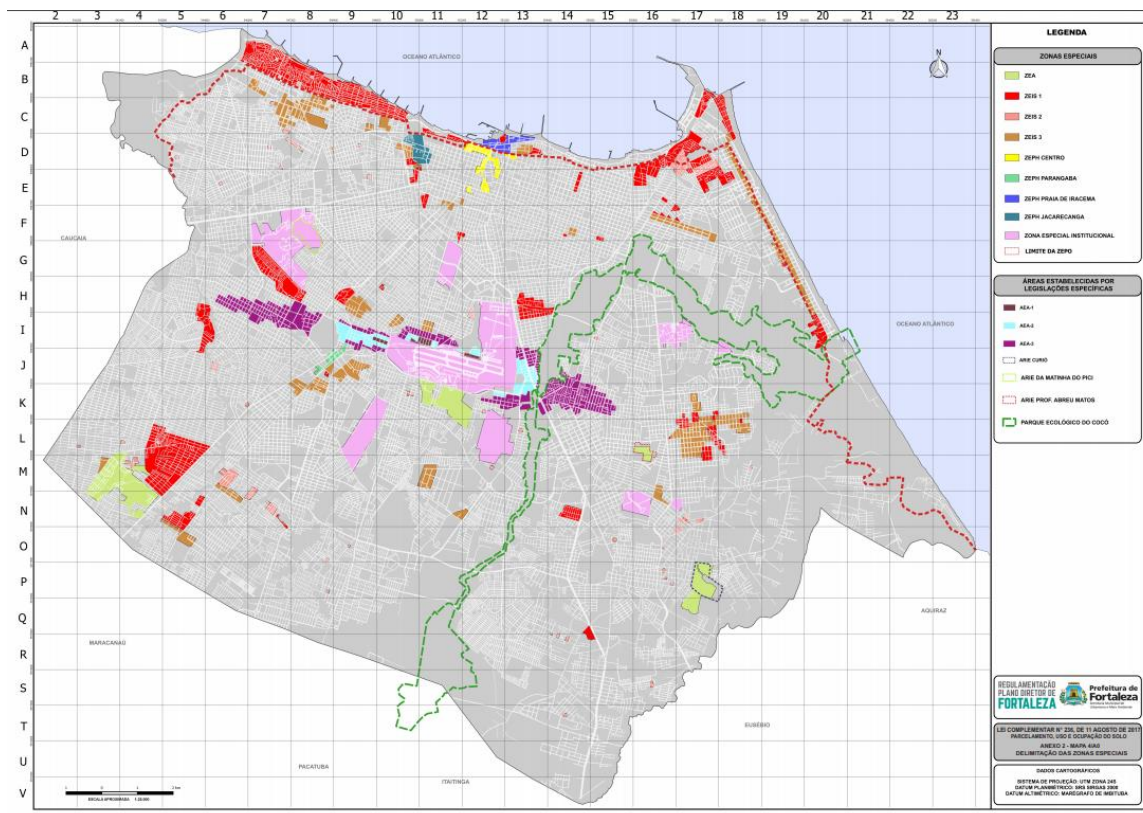 2 3 4 5 6 7 8 9 10 11 12 13 14 15 16 17 18 19 20 21 22 23
A
B
C
D
E
F
G
H
I
J
K
L
M
N
O
P
Q
R
S
T
U
V
OCEANO ATLÂNTICO
N
CAUCAIA
OCEANO ATLÂNTICO
AQUIRAZ
MARACANAÚ
EUSÉBIO
PACATUBA
ITAITINGA
LEGENDA
ZONAS ESPECIAIS
ZEA
ZEIS 1
ZEIS 2
ZEIS 3
ZEPH CENTRO
ZEPH PARANGABA
ZEPH PRAIA DE IRACEMA
ZEPH JACARECANGA
ZONA ESPECIAL INSTITUCIONAL
LIMITE DA ZEPO
ÁREAS ESTABELECIDAS POR
LEGISLAÇÕES ESPECÍFICAS
AEA-1
AEA-2
AEA-3
ARIE CURIÓ
ARIE DA MATINHA DO PICI
ARIE PROF. ABREU MATOS
PARQUE ECOLÓGICO DO COCÓ
REGULAMENTAÇÃO
PLANO DIRETOR DE
FORTALEZA
Prefeitura de
Fortaleza
LEI COMPLEMENTAR N° 236, DE 11 AGOSTO DE 2017
PARCELAMENTO, USO E OCUPAÇÃO DO SOLO
ANEXO 2 - MAPA 4/A0
DELIMITAÇÃO DAS ZONAS ESPECIAIS
DADOS CARTOGRÁFICOS
SISTEMA DE PROJEÇÃO: UTM ZONA 24S
DATUM PLANIMÉTRICO: SRS SIRGAS 2000
DATUM ALTIMÉTRICO: MARÉGRAFO DE IMBITUBA